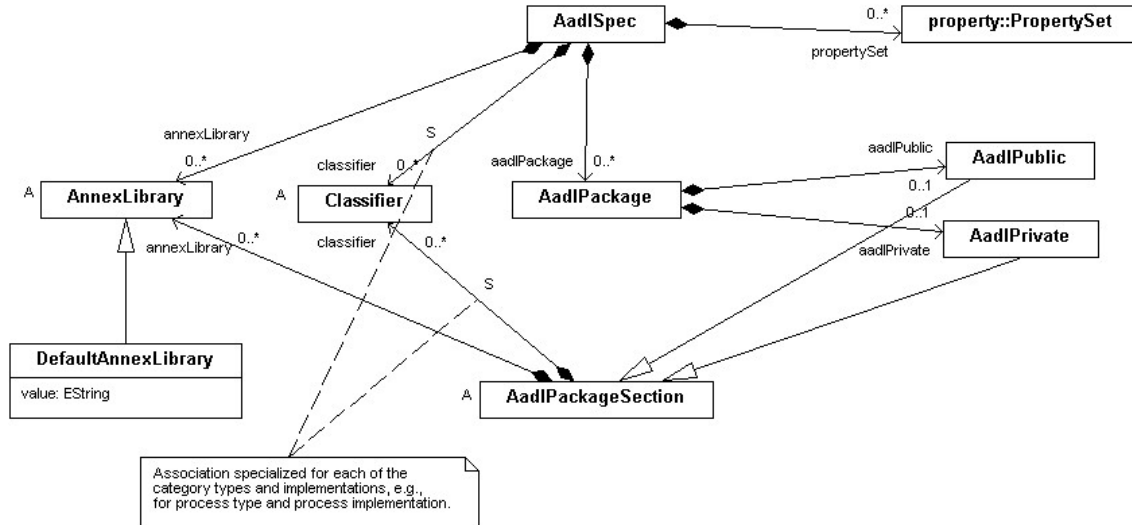 AadlSpec
0..*
property::PropertySet
propertySet
annexLibrary
S
0..*
classifier
0..*
aadlPackage
0..*
aadlPublic
AadlPublic
A
AnnexLibrary
A
Classifier
AadlPackage
0..1
0..1
AadlPrivate
annexLibrary
0..*
classifier
0..*
aadlPrivate
S
DefaultAnnexLibrary
value: EString
A
AadlPackageSection
Association specialized for each of the
category types and implementations, e.g.,
for process type and process implementation.